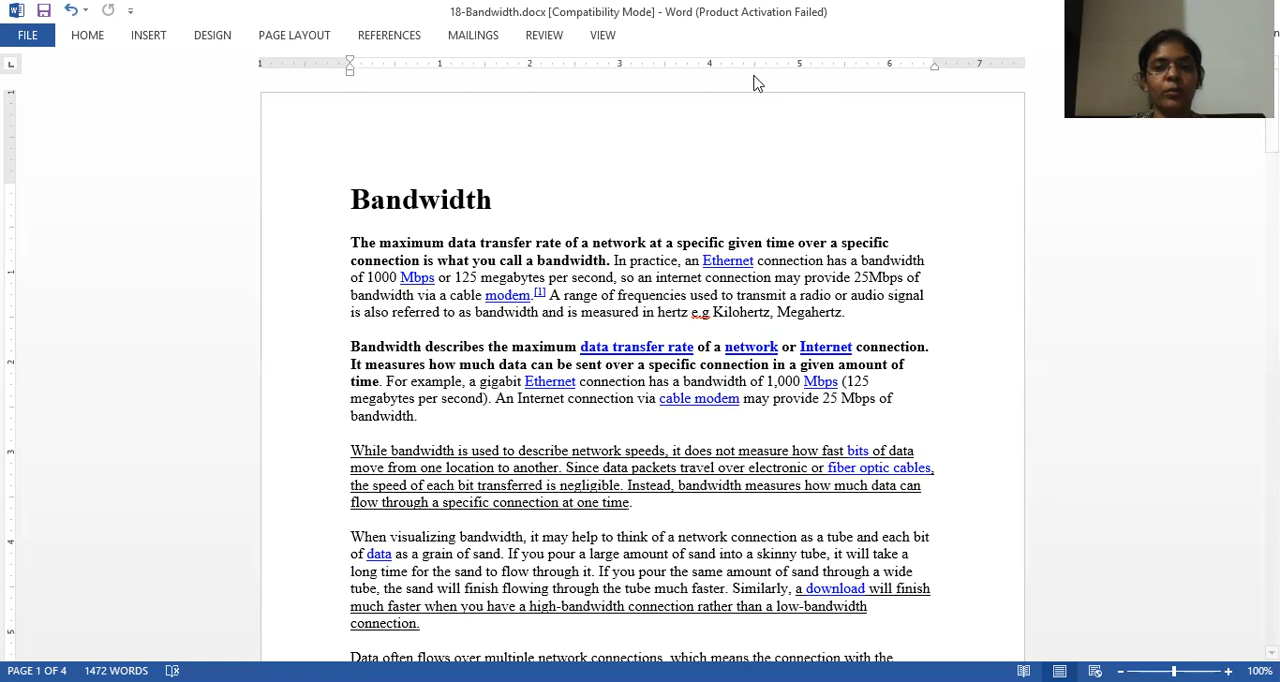 18-Bandwidth.docx [Compatibility Mode] - Word (Product Activation Failed)
FILE HOME INSERT DESIGN PAGE LAYOUT REFERENCES MAILINGS REVIEW VIEW
1 1 2 3 4 5 6 7
Bandwidth
The maximum data transfer rate of a network at a specific given time over a specific
connection is what you call a bandwidth. In practice, an Ethernet connection has a bandwidth
of 1000 Mbps or 125 megabytes per second, so an internet connection may provide 25Mbps of
bandwidth via a cable modem.[1] A range of frequencies used to transmit a radio or audio signal
is also referred to as bandwidth and is measured in hertz e.g Kilohertz, Megahertz.
Bandwidth describes the maximum data transfer rate of a network or Internet connection.
It measures how much data can be sent over a specific connection in a given amount of
time. For example, a gigabit Ethernet connection has a bandwidth of 1,000 Mbps (125
megabytes per second). An Internet connection via cable modem may provide 25 Mbps of
bandwidth.
While bandwidth is used to describe network speeds, it does not measure how fast bits of data
move from one location to another. Since data packets travel over electronic or fiber optic cables,
the speed of each bit transferred is negligible. Instead, bandwidth measures how much data can
flow through a specific connection at one time.
When visualizing bandwidth, it may help to think of a network connection as a tube and each bit
of data as a grain of sand. If you pour a large amount of sand into a skinny tube, it will take a
long time for the sand to flow through it. If you pour the same amount of sand through a wide
tube, the sand will finish flowing through the tube much faster. Similarly, a download will finish
much faster when you have a high-bandwidth connection rather than a low-bandwidth
connection.
Data often flows over multiple network connections, which means the connection with the
1
1
2
3
4
5
PAGE 1 OF 4 1472 WORDS 100%